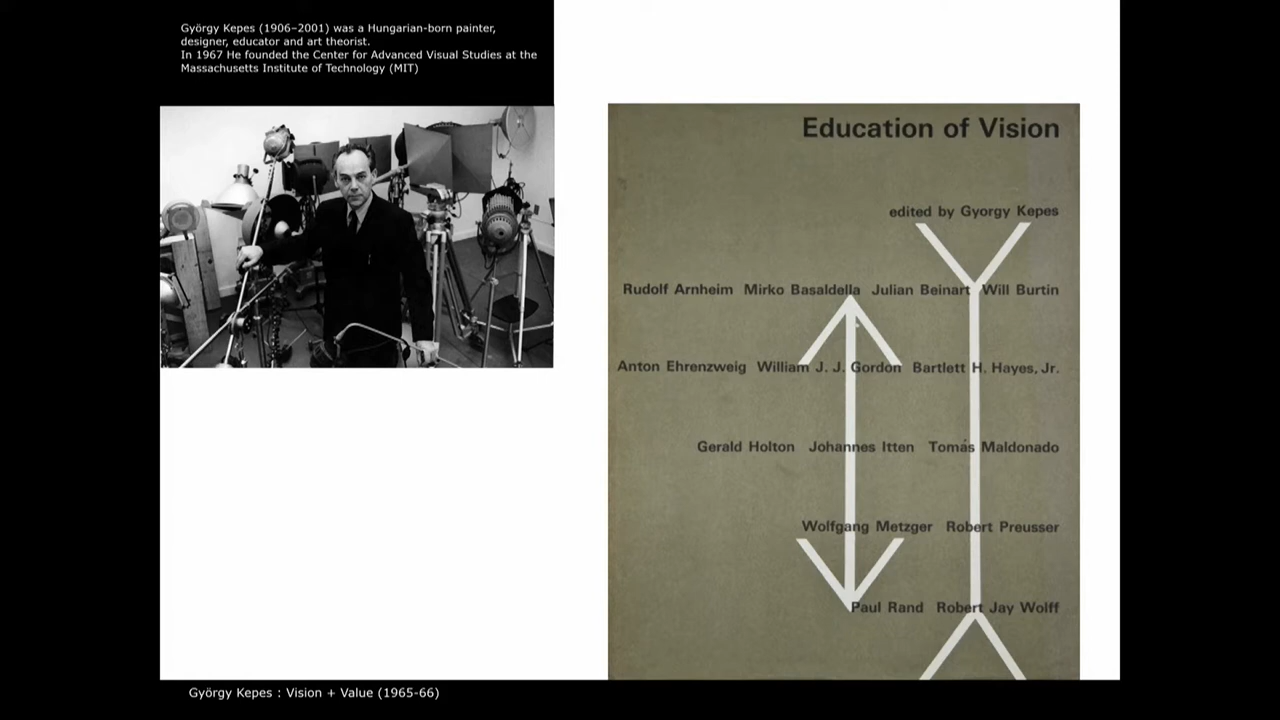 György Kepes (1906–2001) was a Hungarian-born painter,
designer, educator and art theorist.
In 1967 He founded the Center for Advanced Visual Studies at the
Massachusetts Institute of Technology (MIT)
Education of Vision
edited by Gyorgy Kepes
Rudolf Arnheim Mirko Basaldella Julian Beinart Will Burtin
Anton Ehrenzweig William J. J. Gordon Bartlett H. Hayes, Jr.
Gerald Holton Johannes Itten Tomás Maldonado
Wolfgang Metzger Robert Preusser
Paul Rand Robert Jay Wolff
György Kepes : Vision + Value (1965-66)